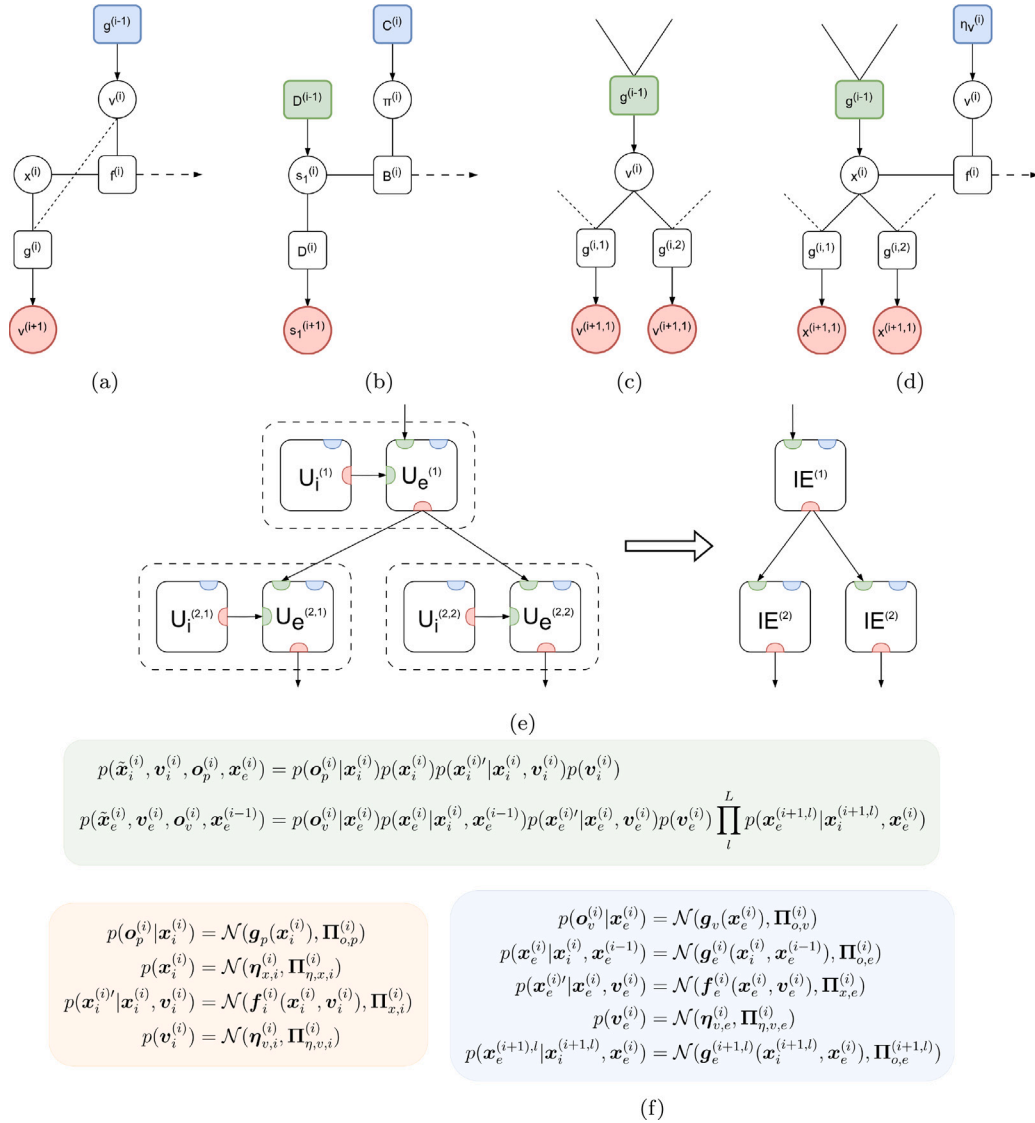 g^(i-1) C^(i) η_v^(i)
v^(i) D^(i-1) π^(i) g^(i-1) g^(i-1) v^(i)
x^(i) f^(i) s_1^(i) B^(i) v^(i) x^(i) f^(i)
g^(i) D^(i) g^(i,1) g^(i,2) g^(i,1) g^(i,2)
v^(i+1) s_1^(i+1) v^(i+1,1) v^(i+1,1) x^(i+1,1) x^(i+1,1)
(a) (b) (c) (d)
U_i^(1) U_e^(1) IE^(1)
U_i^(2,1) U_e^(2,1) U_i^(2,2) U_e^(2,2) IE^(2) IE^(2)
(e)
p(x̃_i^(i), v_i^(i), o_p^(i), x_e^(i)) = p(o_p^(i)|x_i^(i))p(x_i^(i))p(x_i^(i)′|x_i^(i), v_i^(i))p(v_i^(i))
p(x̃_e^(i), v_e^(i), o_v^(i), x_e^(i−1)) = p(o_v^(i)|x_e^(i))p(x_e^(i)|x_i^(i), x_e^(i−1))p(x_e^(i)′|x_e^(i), v_e^(i))p(v_e^(i)) ∏_l^L p(x_e^(i+1,l)|x_i^(i+1,l), x_e^(i))
p(o_p^(i)|x_i^(i)) = N(g_p(x_i^(i)), Π_o,p^(i))
p(x_i^(i)) = N(η_x,i^(i), Π_η,x,i^(i))
p(x_i^(i)′|x_i^(i), v_i^(i)) = N(f_i^(i)(x_i^(i), v_i^(i)), Π_x,i^(i))
p(v_i^(i)) = N(η_v,i^(i), Π_η,v,i^(i))
p(o_v^(i)|x_e^(i)) = N(g_v(x_e^(i)), Π_o,v^(i))
p(x_e^(i)|x_i^(i), x_e^(i−1)) = N(g_e^(i)(x_i^(i), x_e^(i−1)), Π_o,e^(i))
p(x_e^(i)′|x_e^(i), v_e^(i)) = N(f_e^(i)(x_e^(i), v_e^(i)), Π_x,e^(i))
p(v_e^(i)) = N(η_v,e^(i), Π_η,v,e^(i))
p(x_e^(i+1),l|x_i^(i+1,l), x_e^(i)) = N(g_e^(i+1,l)(x_i^(i+1,l), x_e^(i)), Π_o,e^(i+1,l))
(f)